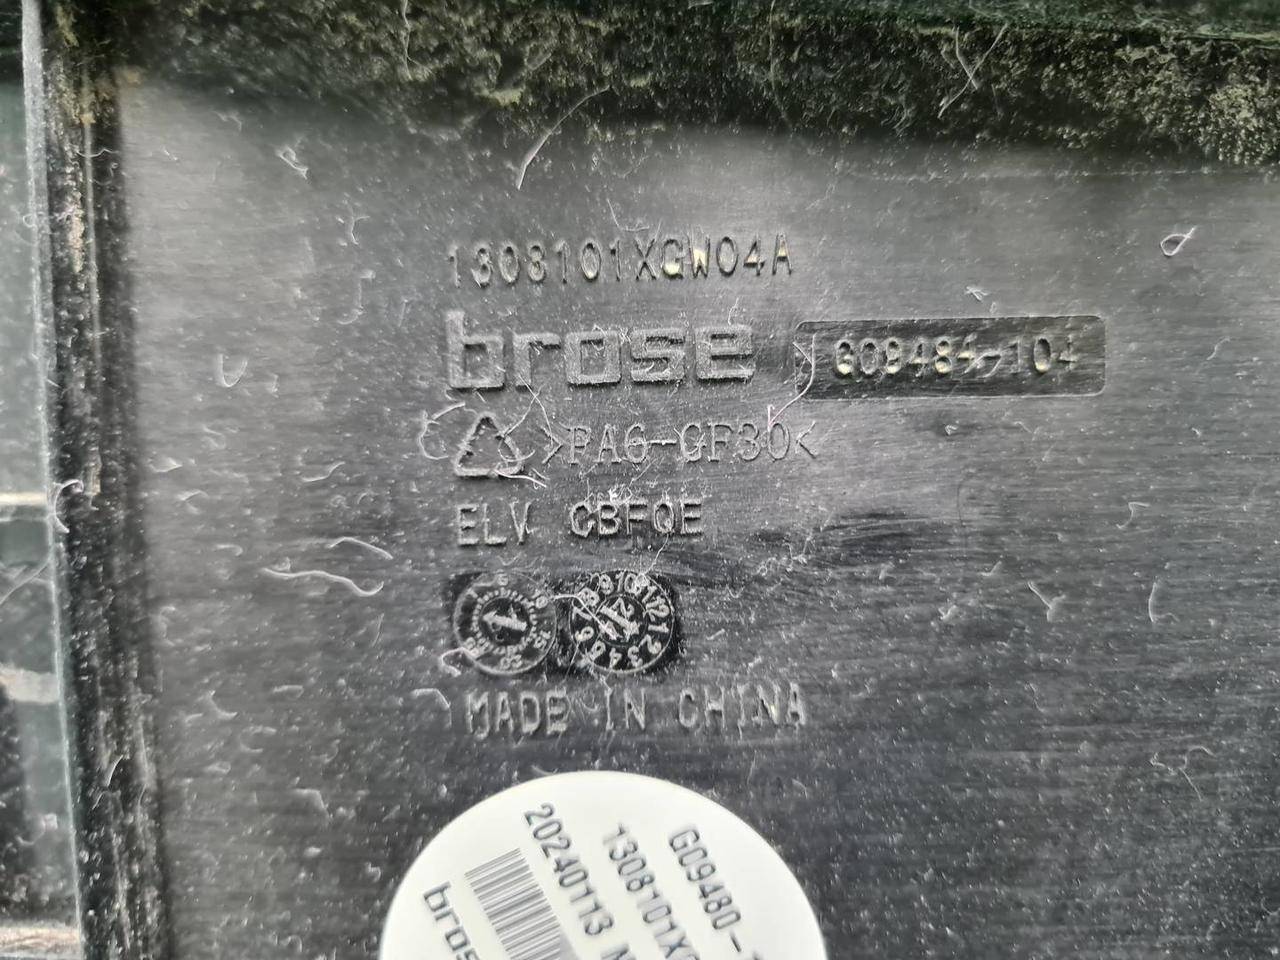 1308101XGW04A
brose G09484-104
>PA6-GF30<
ELV CBFQE
MADE IN CHINA
G09480-
1308101X
20240113
bros